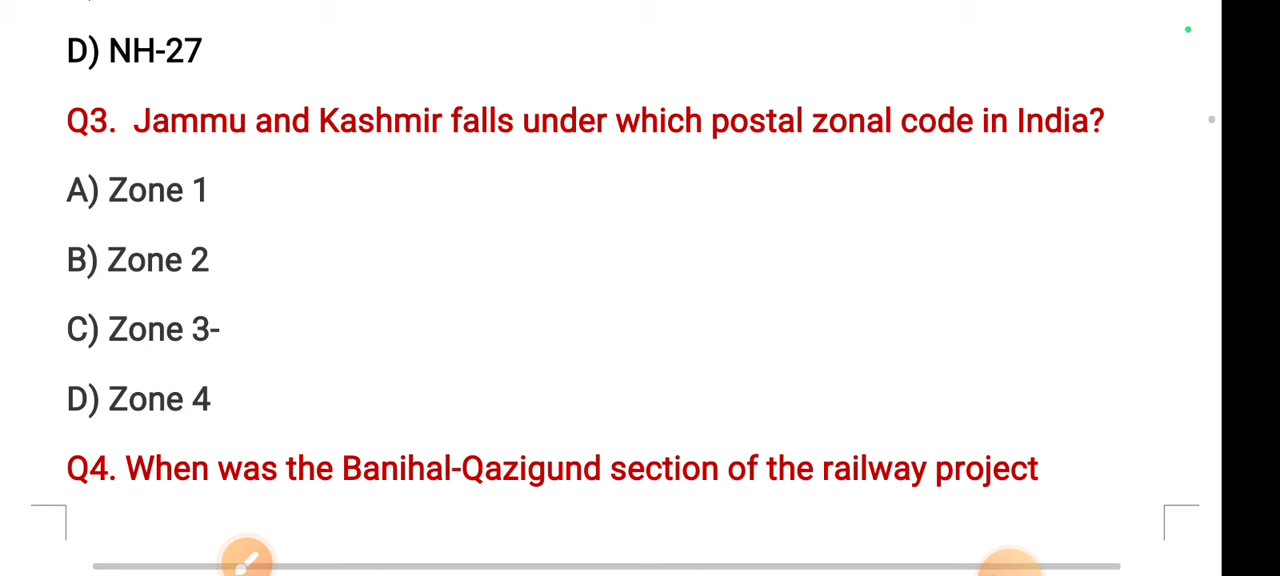 D) NH-27
Q3. Jammu and Kashmir falls under which postal zonal code in India?
A) Zone 1
B) Zone 2
C) Zone 3-
D) Zone 4
Q4. When was the Banihal-Qazigund section of the railway project